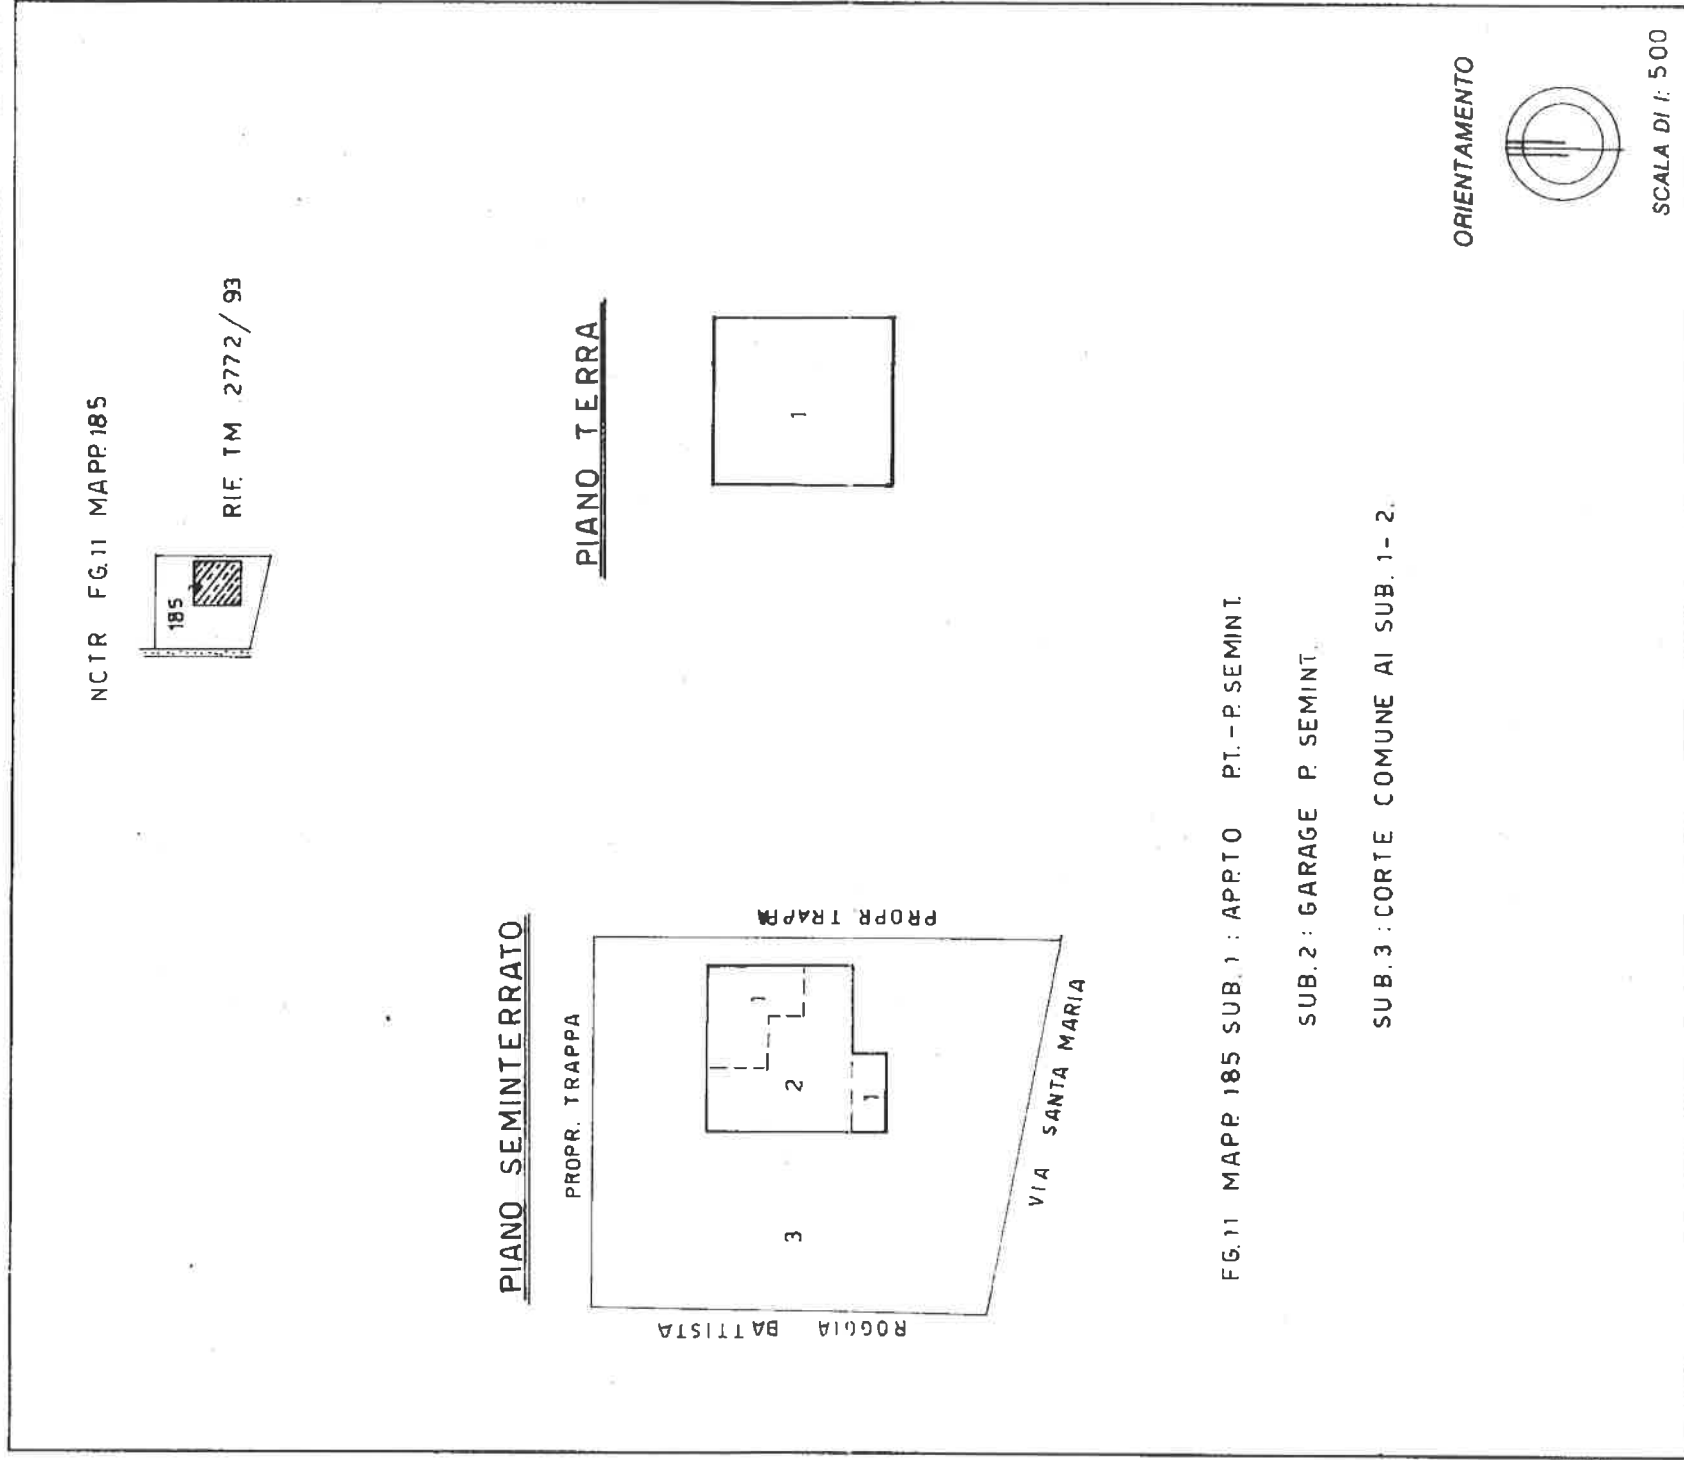 NCTR FG.11 MAPP.185
185
RIF. TM 2772/93
PIANO SEMINTERRATO
PROPR. TRAPPA
PROPR. TRAPPA
ROGGIA BATTISTA
VIA SANTA MARIA
1
2
1
3
PIANO TERRA
1
FG.11 MAPP. 185 SUB. 1 : APP.TO P.T. - P. SEMINT.
SUB. 2 : GARAGE P. SEMINT.
SUB. 3 : CORTE COMUNE AI SUB. 1 - 2.
ORIENTAMENTO
SCALA DI 1: 500